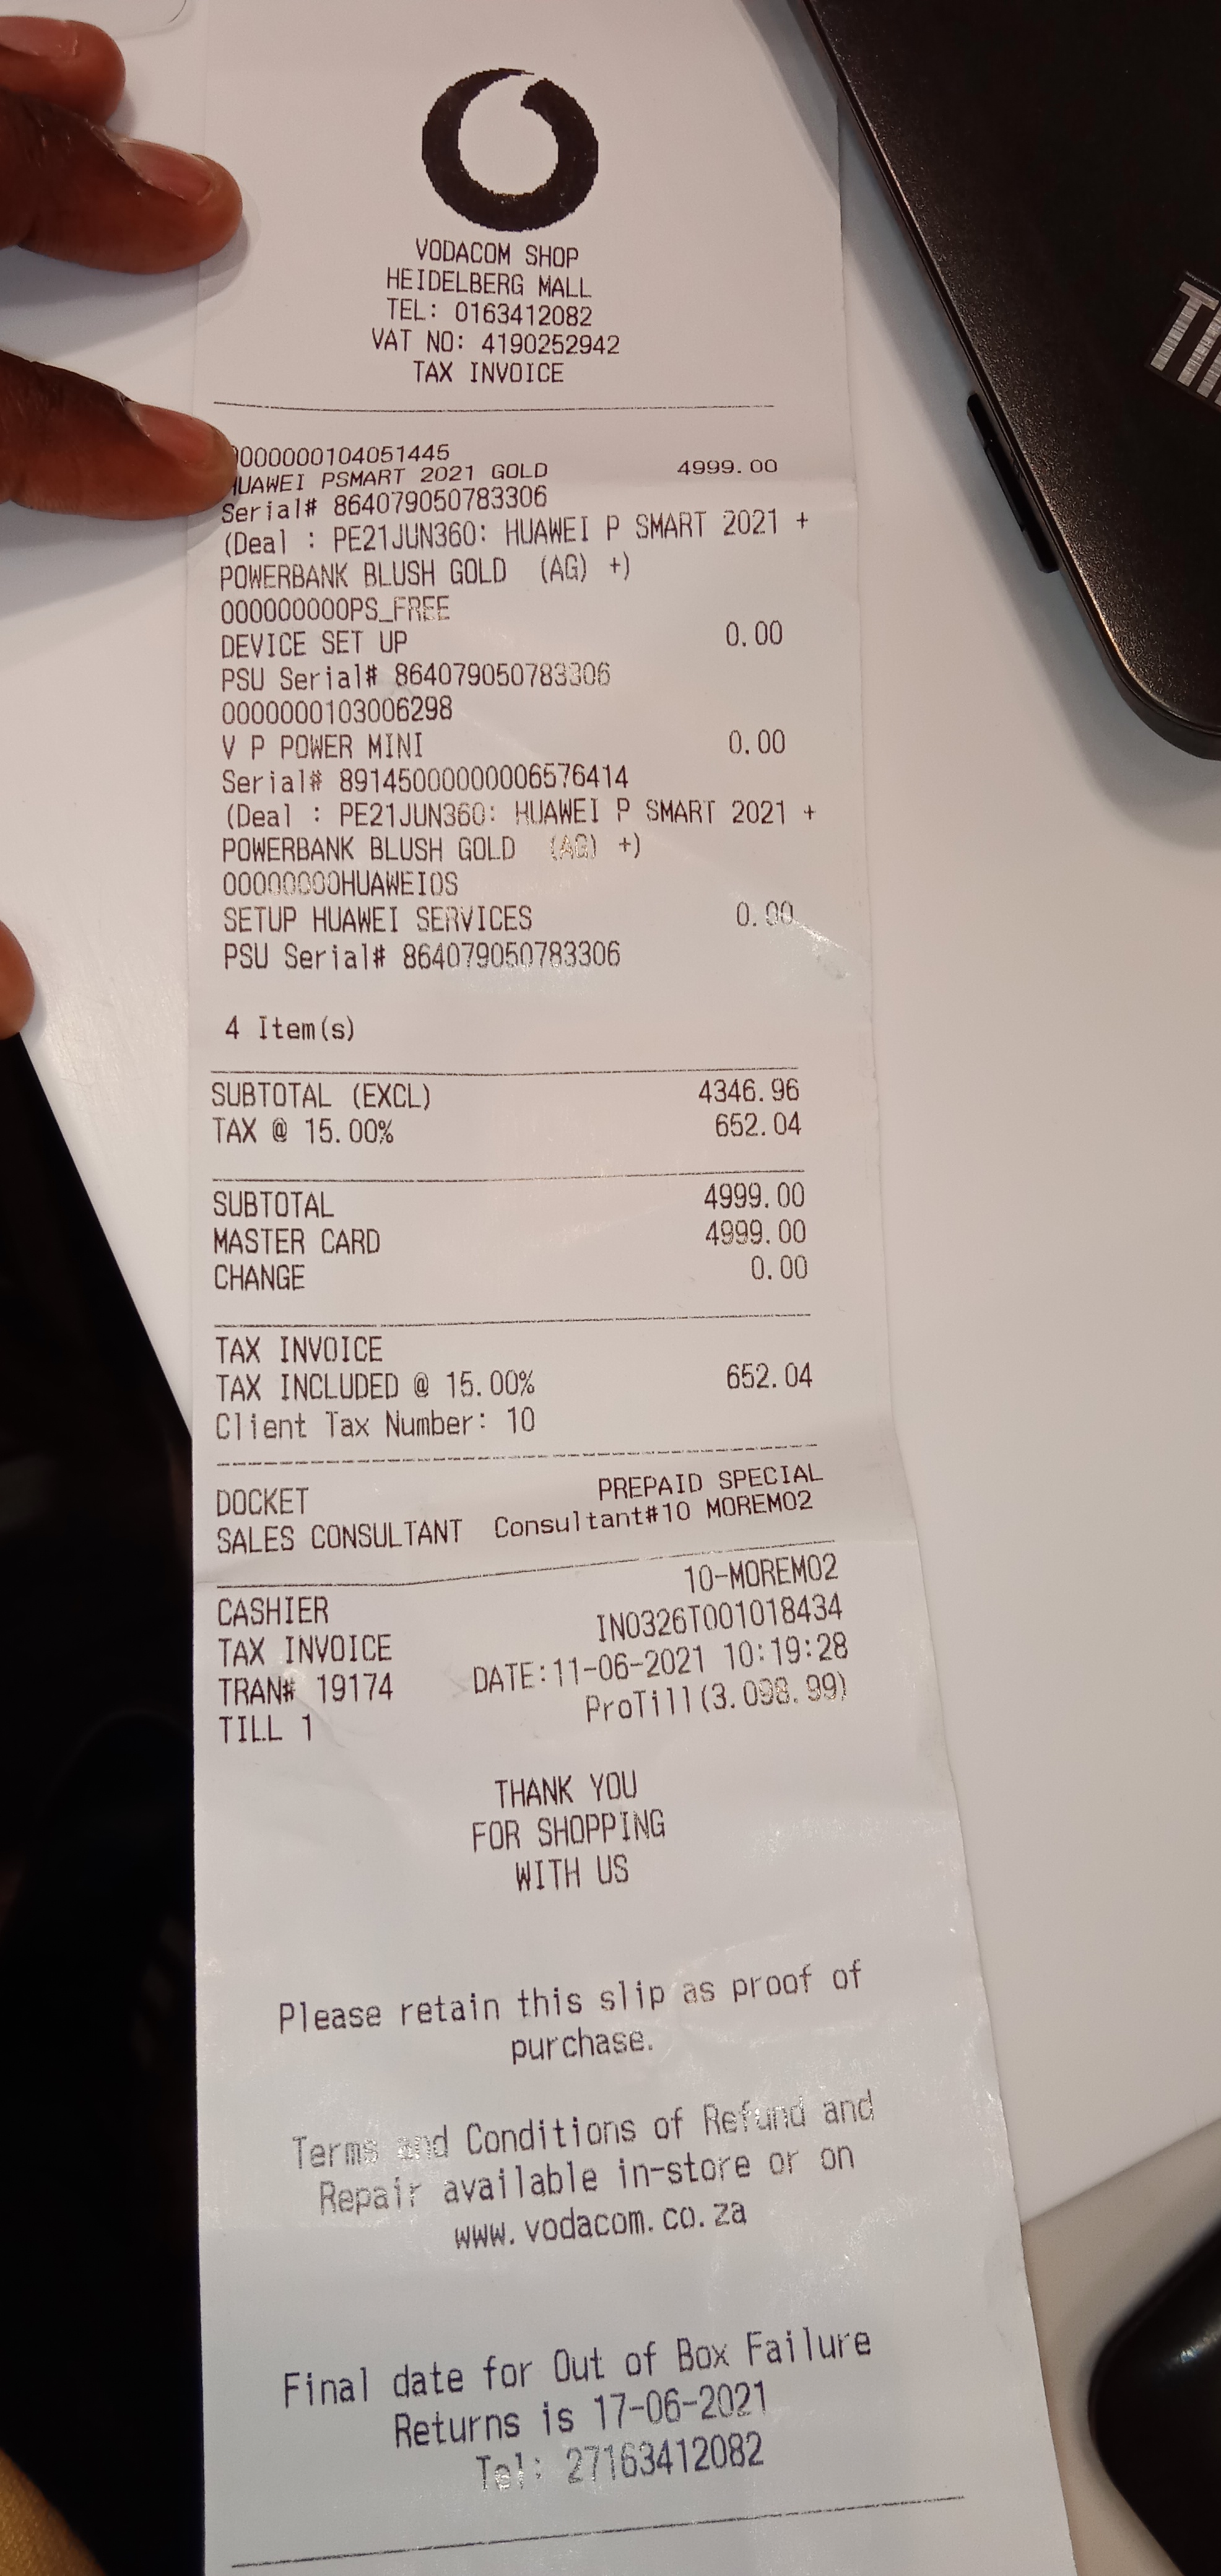 VODACOM SHOP
HEIDELBERG MALL
TEL: 0163412082
VAT NO: 4190252942
TAX INVOICE
0000000104051445
HUAWEI PSMART 2021 GOLD 4999.00
Serial# 864079050783306
(Deal : PE21JUN360: HUAWEI P SMART 2021 +
POWERBANK BLUSH GOLD (AG) +)
000000000PS_FREE
DEVICE SET UP 0.00
PSU Serial# 864079050783306
0000000103006298
V P POWER MINI 0.00
Serial# 89145000000006576414
(Deal : PE21JUN360: HUAWEI P SMART 2021 +
POWERBANK BLUSH GOLD (AG) +)
00000000HUAWEIOS
SETUP HUAWEI SERVICES 0.00
PSU Serial# 864079050783306
4 Item(s)
SUBTOTAL (EXCL) 4346.96
TAX @ 15.00% 652.04
SUBTOTAL 4999.00
MASTER CARD 4999.00
CHANGE 0.00
TAX INVOICE
TAX INCLUDED @ 15.00% 652.04
Client Tax Number: 10
DOCKET PREPAID SPECIAL
SALES CONSULTANT Consultant#10 MOREMO2
CASHIER 10-MOREMO2
TAX INVOICE IN0326T001018434
TRAN# 19174 DATE:11-06-2021 10:19:28
TILL 1 ProTill(3.098.99)
THANK YOU
FOR SHOPPING
WITH US
Please retain this slip as proof of
purchase.
Terms and Conditions of Refund and
Repair available in-store or on
www.vodacom.co.za
Final date for Out of Box Failure
Returns is 17-06-2021
Tel: 27163412082